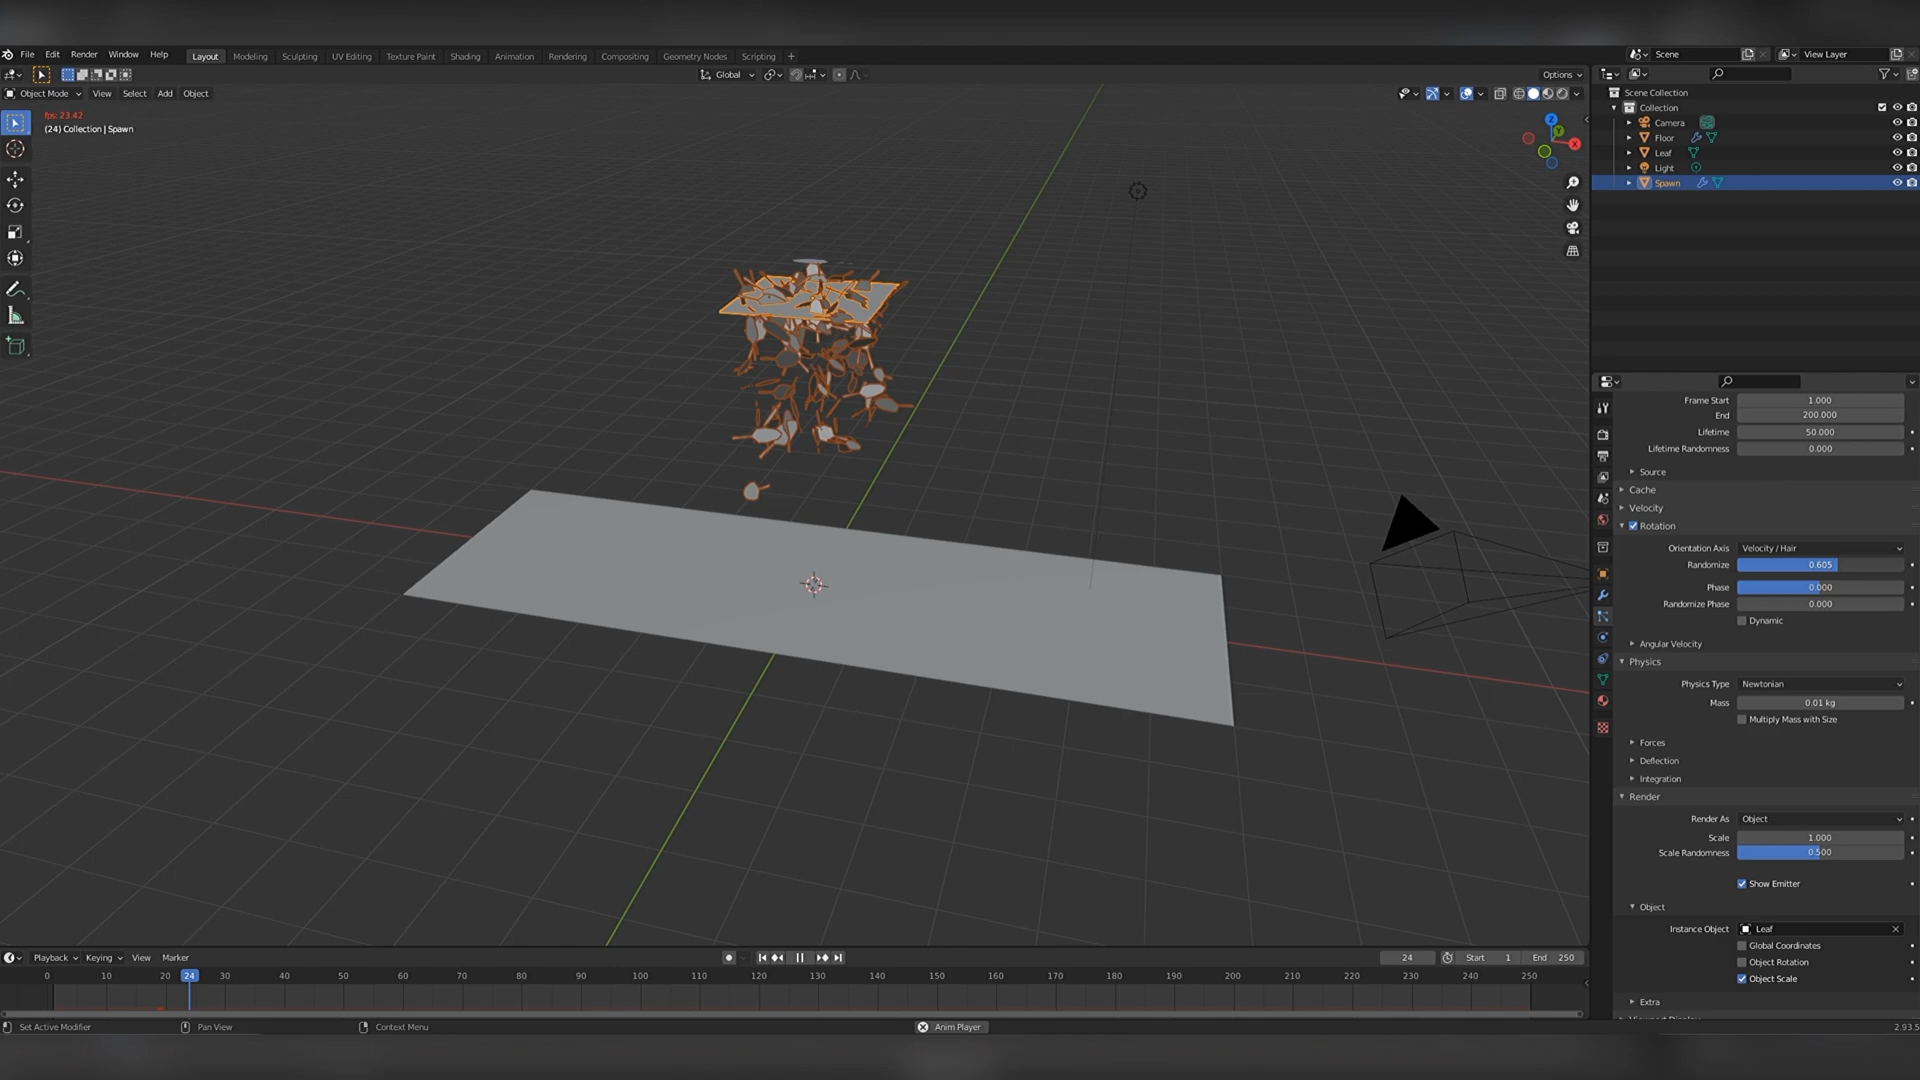 File Edit Render Window Help Layout Modeling Sculpting UV Editing Texture Paint Shading Animation Rendering Compositing Geometry Nodes Scripting + Scene View Layer
Global Options
Object Mode View Select Add Object
fps: 23.42
(24) Collection | Spawn
Z
Y
X
Scene Collection
Collection
Camera
Floor
Leaf
Light
Spawn
Frame Start 1.000
End 200.000
Lifetime 50.000
Lifetime Randomness 0.000
Source
Cache
Velocity
Rotation
Orientation Axis Velocity / Hair
Randomize 0.605
Phase 0.000
Randomize Phase 0.000
Dynamic
Angular Velocity
Physics
Physics Type Newtonian
Mass 0.01 kg
Multiply Mass with Size
Forces
Deflection
Integration
Render
Render As Object
Scale 1.000
Scale Randomness 0.500
Show Emitter
Object
Instance Object Leaf
Global Coordinates
Object Rotation
Object Scale
Extra
Playback Keying View Marker 24 Start 1 End 250
0 10 20 24 30 40 50 60 70 80 90 100 110 120 130 140 150 160 170 180 190 200 210 220 230 240 250
Set Active Modifier Pan View Context Menu Anim Player 2.93.5